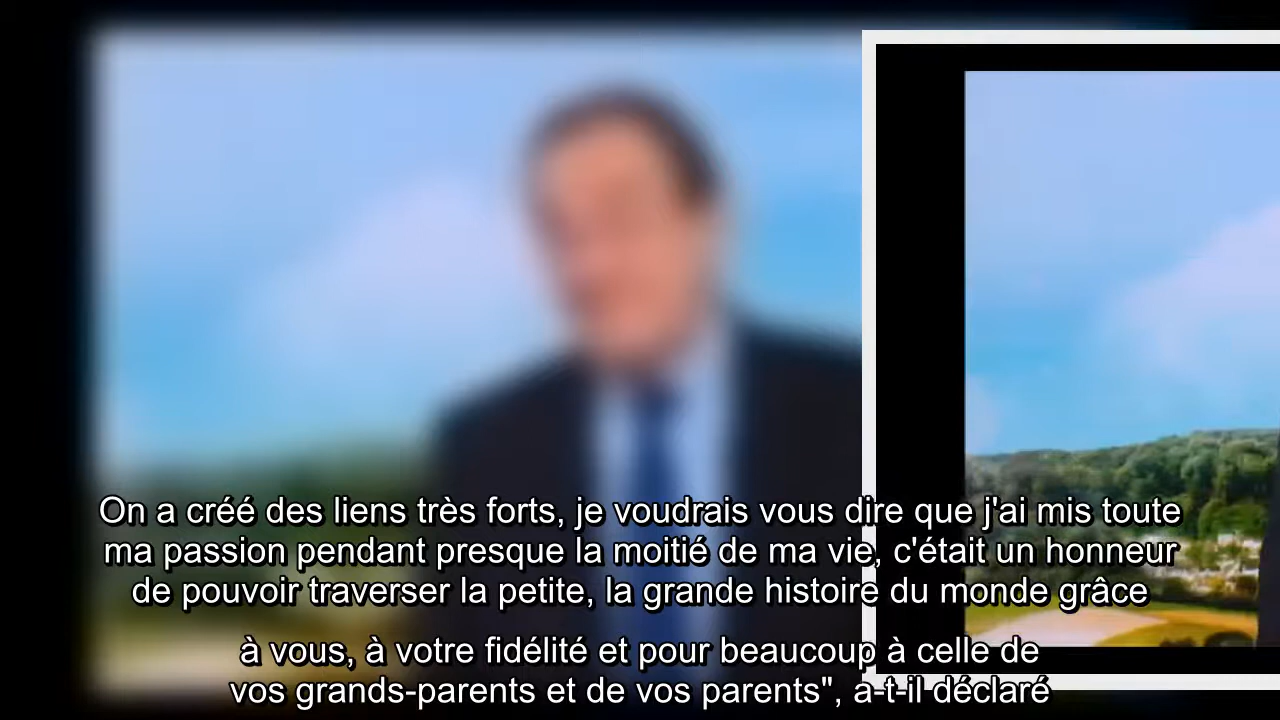 On a créé des liens très forts, je voudrais vous dire que j'ai mis toute
ma passion pendant presque la moitié de ma vie, c'était un honneur
de pouvoir traverser la petite, la grande histoire du monde grâce
à vous, à votre fidélité et pour beaucoup à celle de
vos grands-parents et de vos parents", a-t-il déclaré